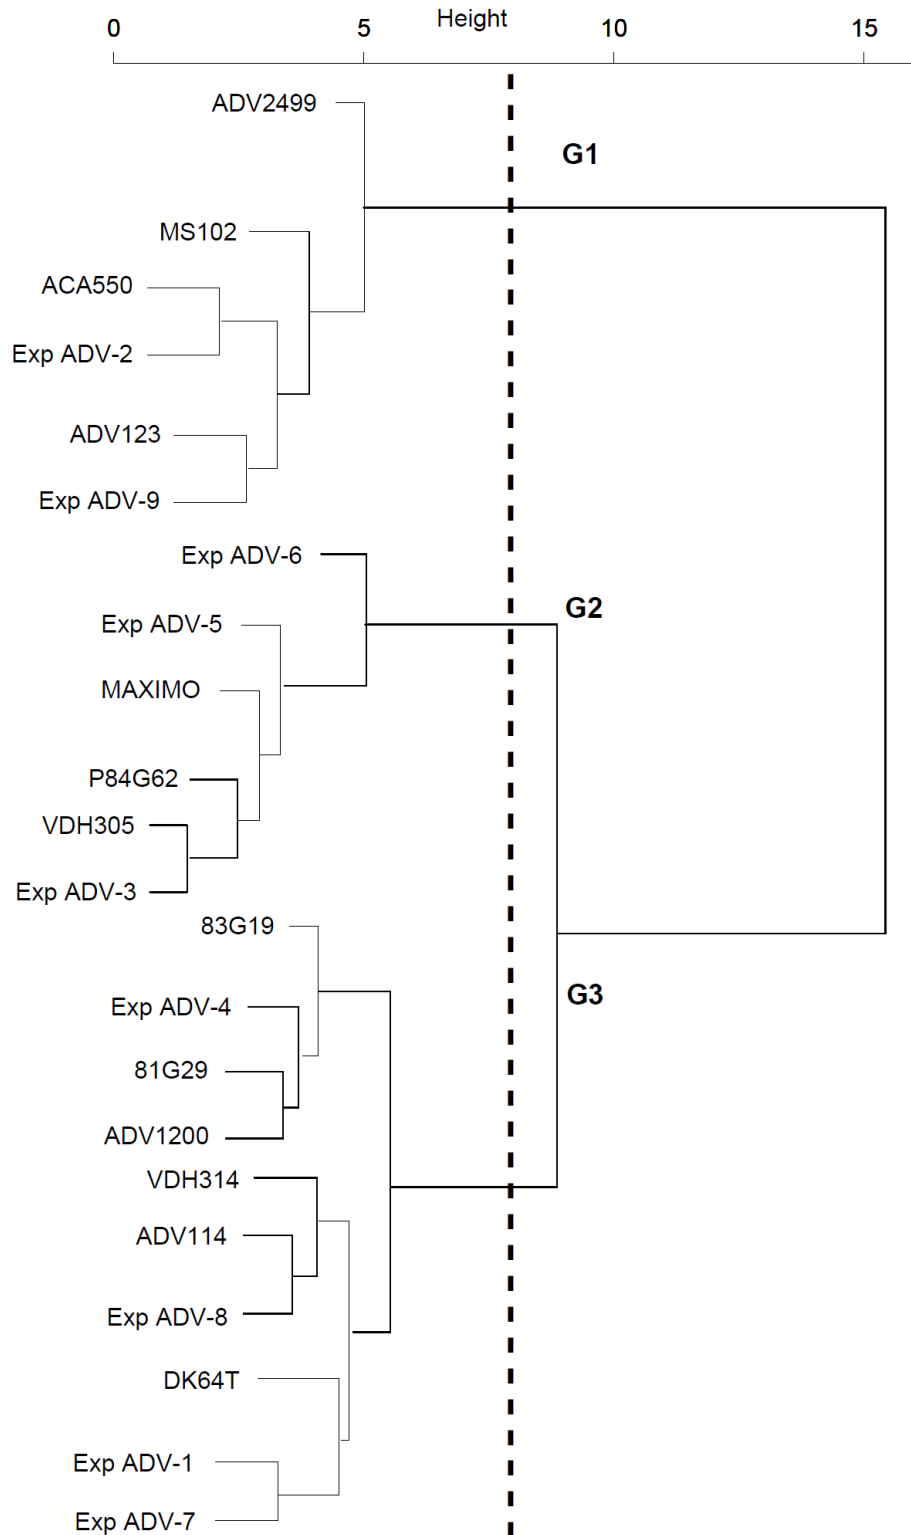 Height
0 5 10 15
ADV2499
G1
MS102
ACA550
Exp ADV-2
ADV123
Exp ADV-9
Exp ADV-6
G2
Exp ADV-5
MAXIMO
P84G62
VDH305
Exp ADV-3
83G19
G3
Exp ADV-4
81G29
ADV1200
VDH314
ADV114
Exp ADV-8
DK64T
Exp ADV-1
Exp ADV-7